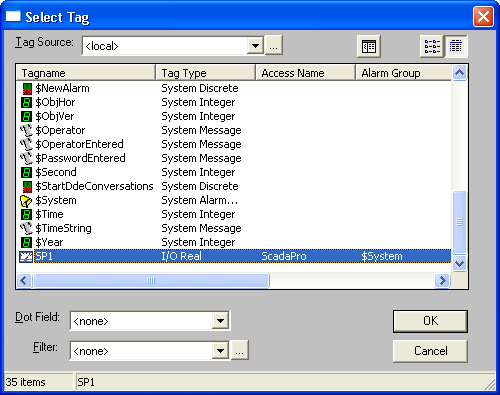 Select Tag
Tag Source: <local> ...
Tagname Tag Type Access Name Alarm Group
$NewAlarm System Discrete
$ObjHor System Integer
$ObjVer System Integer
$Operator System Message
$OperatorEntered System Message
$PasswordEntered System Message
$Second System Integer
$StartDdeConversations System Discrete
$System System Alarm...
$Time System Integer
$TimeString System Message
$Year System Integer
SP1 I/O Real ScadaPro $System
Dot Field: <none> OK
Filter: <none> ... Cancel
35 items SP1